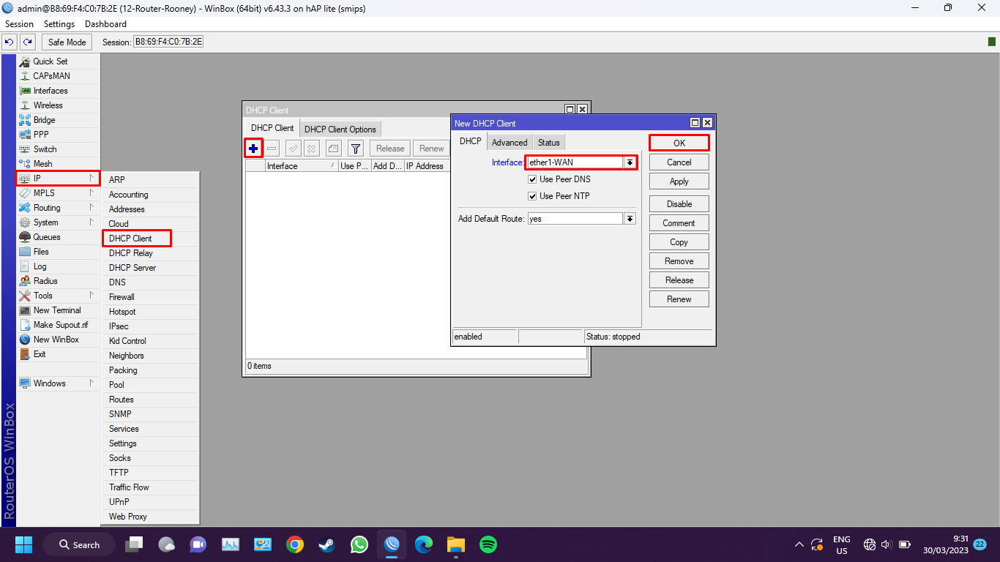 admin@B8:69:F4:C0:7B:2E (12-Router-Rooney) - WinBox (64bit) v6.43.3 on hAP lite (smips)
Session Settings Dashboard
Safe Mode Session: B8:69:F4:C0:7B:2E
Quick Set
CAPsMAN
Interfaces
Wireless
Bridge
PPP
Switch
Mesh
IP
MPLS
Routing
System
Queues
Files
Log
Radius
Tools
New Terminal
Make Supout.rif
New WinBox
Exit
Windows
RouterOS WinBox
ARP
Accounting
Addresses
Cloud
DHCP Client
DHCP Relay
DHCP Server
DNS
Firewall
Hotspot
IPsec
Kid Control
Neighbors
Packing
Pool
Routes
SNMP
Services
Settings
Socks
TFTP
Traffic Flow
UPnP
Web Proxy
DHCP Client
DHCP Client DHCP Client Options
Release Renew
Interface Use P... Add D... IP Address
0 items
New DHCP Client
DHCP Advanced Status
Interface: ether1-WAN
Use Peer DNS
Use Peer NTP
Add Default Route: yes
OK
Cancel
Apply
Disable
Comment
Copy
Remove
Release
Renew
enabled Status: stopped
Search
ENG
US
9:31
30/03/2023
22